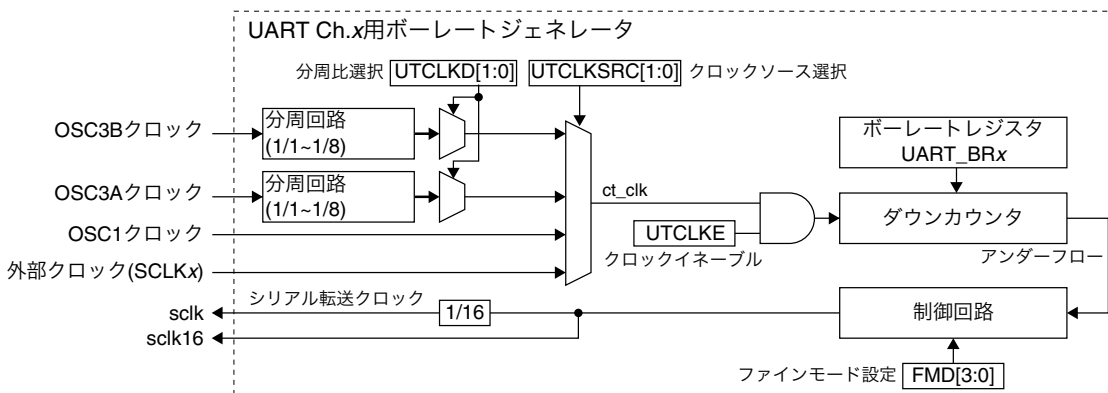 UART Ch.x用ボーレートジェネレータ
分周比選択 UTCLKD[1:0] UTCLKSRC[1:0] クロックソース選択
OSC3Bクロック
分周回路
(1/1~1/8)
ボーレートレジスタ
UART_BRx
OSC3Aクロック
分周回路
(1/1~1/8)
ct_clk
ダウンカウンタ
OSC1クロック
UTCLKE
クロックイネーブル
アンダーフロー
外部クロック(SCLKx)
シリアル転送クロック
sclk
1/16
制御回路
sclk16
ファインモード設定 FMD[3:0]